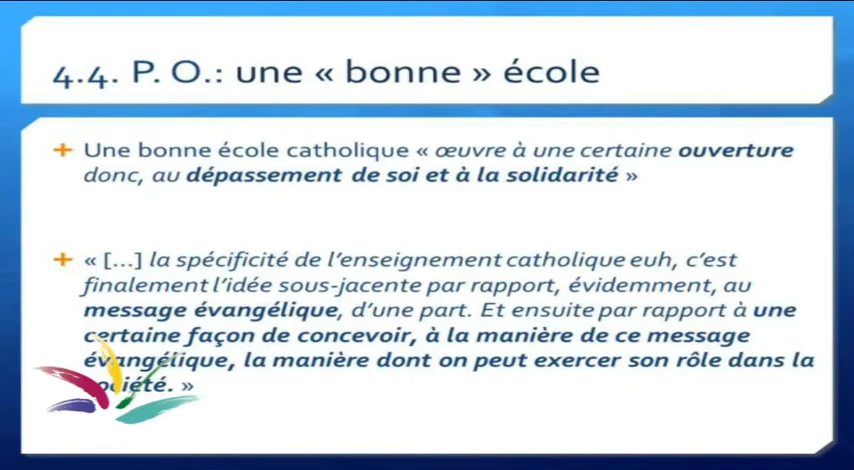 4.4. P. O.: une « bonne » école
Une bonne école catholique « œuvre à une certaine ouverture
donc, au dépassement de soi et à la solidarité »
« [...] la spécificité de l'enseignement catholique euh, c'est
finalement l'idée sous-jacente par rapport, évidemment, au
message évangélique, d'une part. Et ensuite par rapport à une
certaine façon de concevoir, à la manière de ce message
évangélique, la manière dont on peut exercer son rôle dans la
société. »